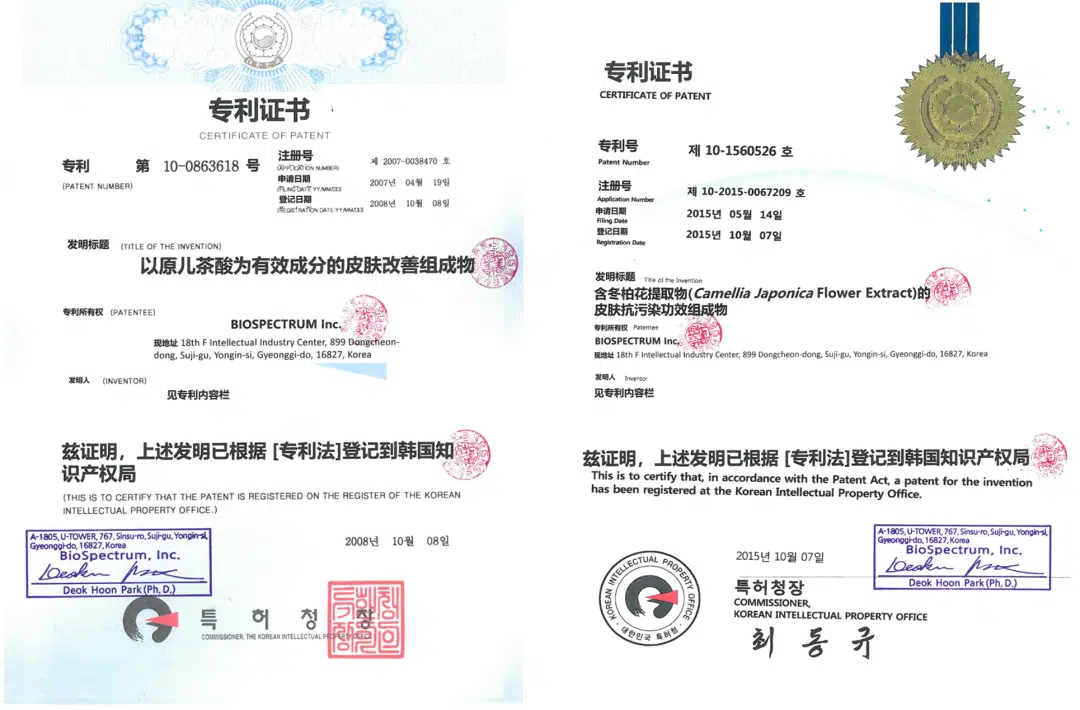 专利证书
CERTIFICATE OF PATENT
专利 第 10-0863618 号
(PATENT NUMBER)
注册号 제 2007-0038470 호
(APPLICATION NUMBER)
申请日期 2007년 04월 19일
(FILING DATE:YY/MM/DD)
登记日期 2008년 10월 08일
(REGISTRATION DATE:YY/MM/DD)
发明标题 (TITLE OF THE INVENTION)
以原儿茶酸为有效成分的皮肤改善组成物
专利所有权 (PATENTEE)
BIOSPECTRUM Inc.
现地址 18th F Intellectual Industry Center, 899 Dongcheon-
dong, Suji-gu, Yongin-si, Gyeonggi-do, 16827, Korea
发明人 (INVENTOR)
见专利内容栏
兹证明，上述发明已根据 [专利法]登记到韩国知
识产权局
(THIS IS TO CERTIFY THAT THE PATENT IS REGISTERED ON THE REGISTER OF THE KOREAN
INTELLECTUAL PROPERTY OFFICE.)
2008년 10월 08일
A-1805, U-TOWER, 767, Sinsu-ro, Suji-gu, Yongin-si,
Gyeonggi-do, 16827, Korea
BioSpectrum, Inc.
Deok Hoon Park (Ph, D.)
특허청장
COMMISSIONER, THE KOREAN INTELLECTUAL PROPERTY OFFICE
专利证书
CERTIFICATE OF PATENT
专利号 제 10-1560526 호
Patent Number
注册号 제 10-2015-0067209 호
Application Number
申请日期 2015년 05월 14일
Filing Date
登记日期 2015년 10월 07일
Registration Date
发明标题 Title of the Invention
含冬柏花提取物(Camellia Japonica Flower Extract)的
皮肤抗污染功效组成物
专利所有权 Patentee
BIOSPECTRUM Inc.
现地址 18th F Intellectual Industry Center, 899 Dongcheon-dong, Suji-gu, Yongin-si, Gyeonggi-do, 16827, Korea
发明人 Inventor
见专利内容栏
兹证明，上述发明已根据 [专利法]登记到韩国知识产权局
This is to certify that, in accordance with the Patent Act, a patent for the invention
has been registered at the Korean Intellectual Property Office.
A-1805, U-TOWER, 767, Sinsu-ro, Suji-gu, Yongin-si,
Gyeonggi-do, 16827, Korea
BioSpectrum, Inc.
Deok Hoon Park (Ph, D.)
KOREAN INTELLECTUAL PROPERTY OFFICE
대한민국 특허청
2015년 10월 07일
특허청장
COMMISSIONER,
KOREAN INTELLECTUAL PROPERTY OFFICE
최동규